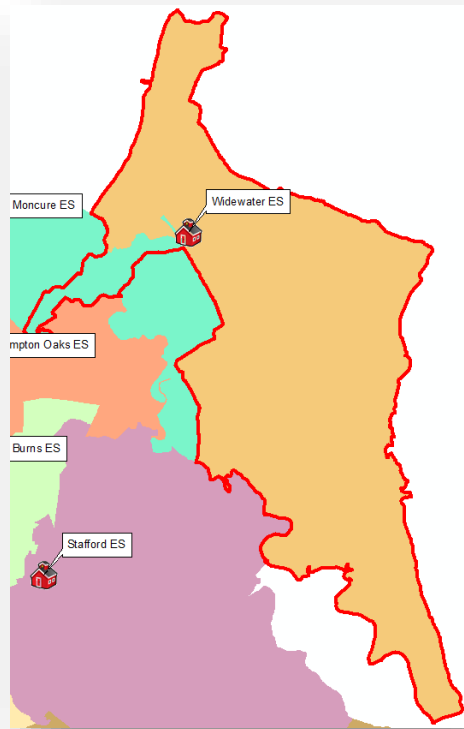 Moncure ES
Widewater ES
mpton Oaks ES
Burns ES
Stafford ES